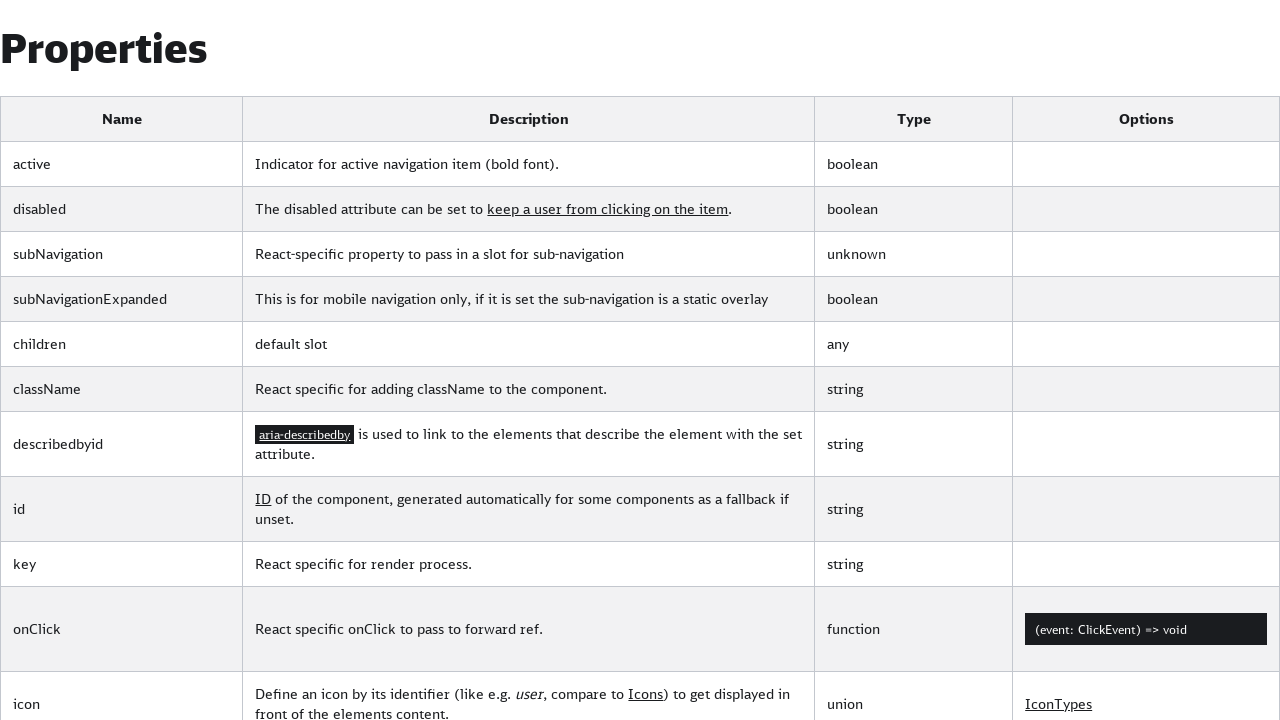 Properties
Name Description Type Options
active Indicator for active navigation item (bold font). boolean
disabled The disabled attribute can be set to keep a user from clicking on the item. boolean
subNavigation React-specific property to pass in a slot for sub-navigation unknown
subNavigationExpanded This is for mobile navigation only, if it is set the sub-navigation is a static overlay boolean
children default slot any
className React specific for adding className to the component. string
describedbyid aria-describedby is used to link to the elements that describe the element with the set
attribute. string
id ID of the component, generated automatically for some components as a fallback if
unset. string
key React specific for render process. string
onClick React specific onClick to pass to forward ref. function (event: ClickEvent) => void
icon Define an icon by its identifier (like e.g. user, compare to Icons) to get displayed in
front of the elements content. union IconTypes